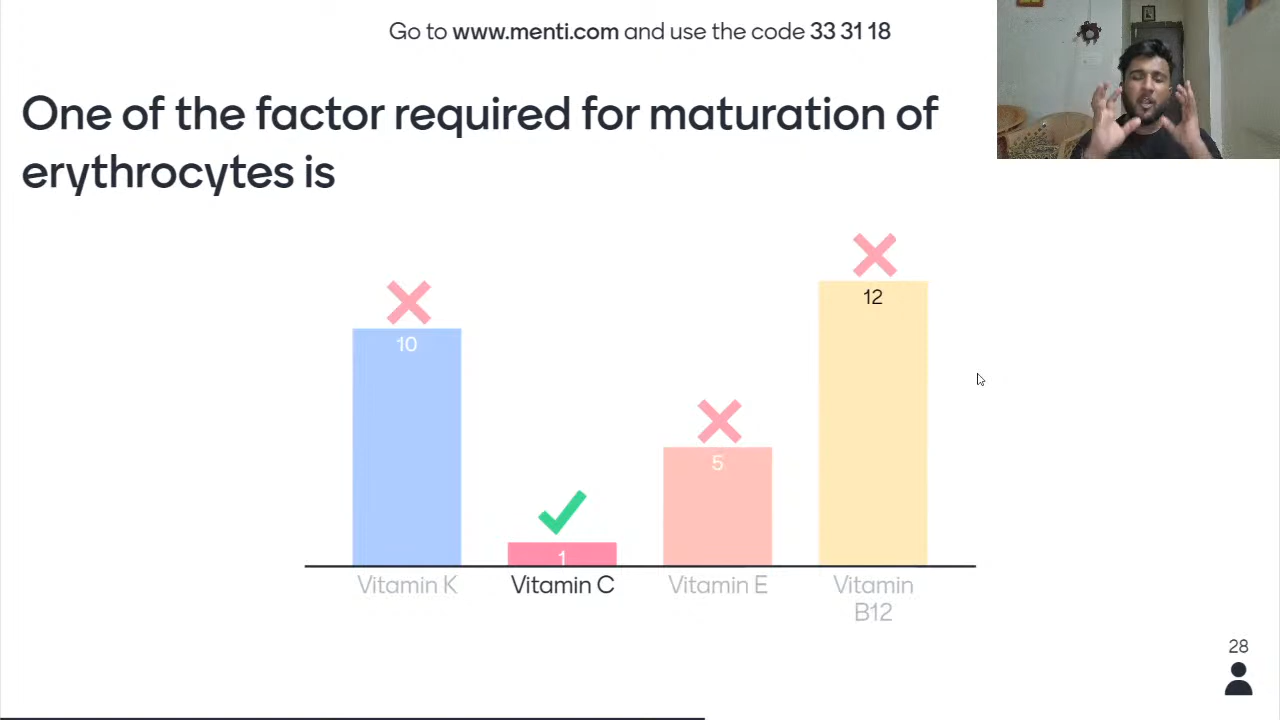 Go to www.menti.com and use the code 33 31 18
One of the factor required for maturation of
erythrocytes is
10
1
5
12
Vitamin K
Vitamin C
Vitamin E
Vitamin
B12
28